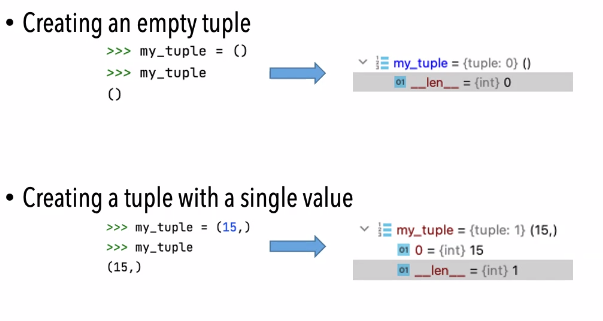 • Creating an empty tuple
>>> my_tuple = ()
>>> my_tuple
()
my_tuple = {tuple: 0} ()
01 __len__ = {int} 0
• Creating a tuple with a single value
>>> my_tuple = (15,)
>>> my_tuple
(15,)
my_tuple = {tuple: 1} (15,)
01 0 = {int} 15
01 __len__ = {int} 1